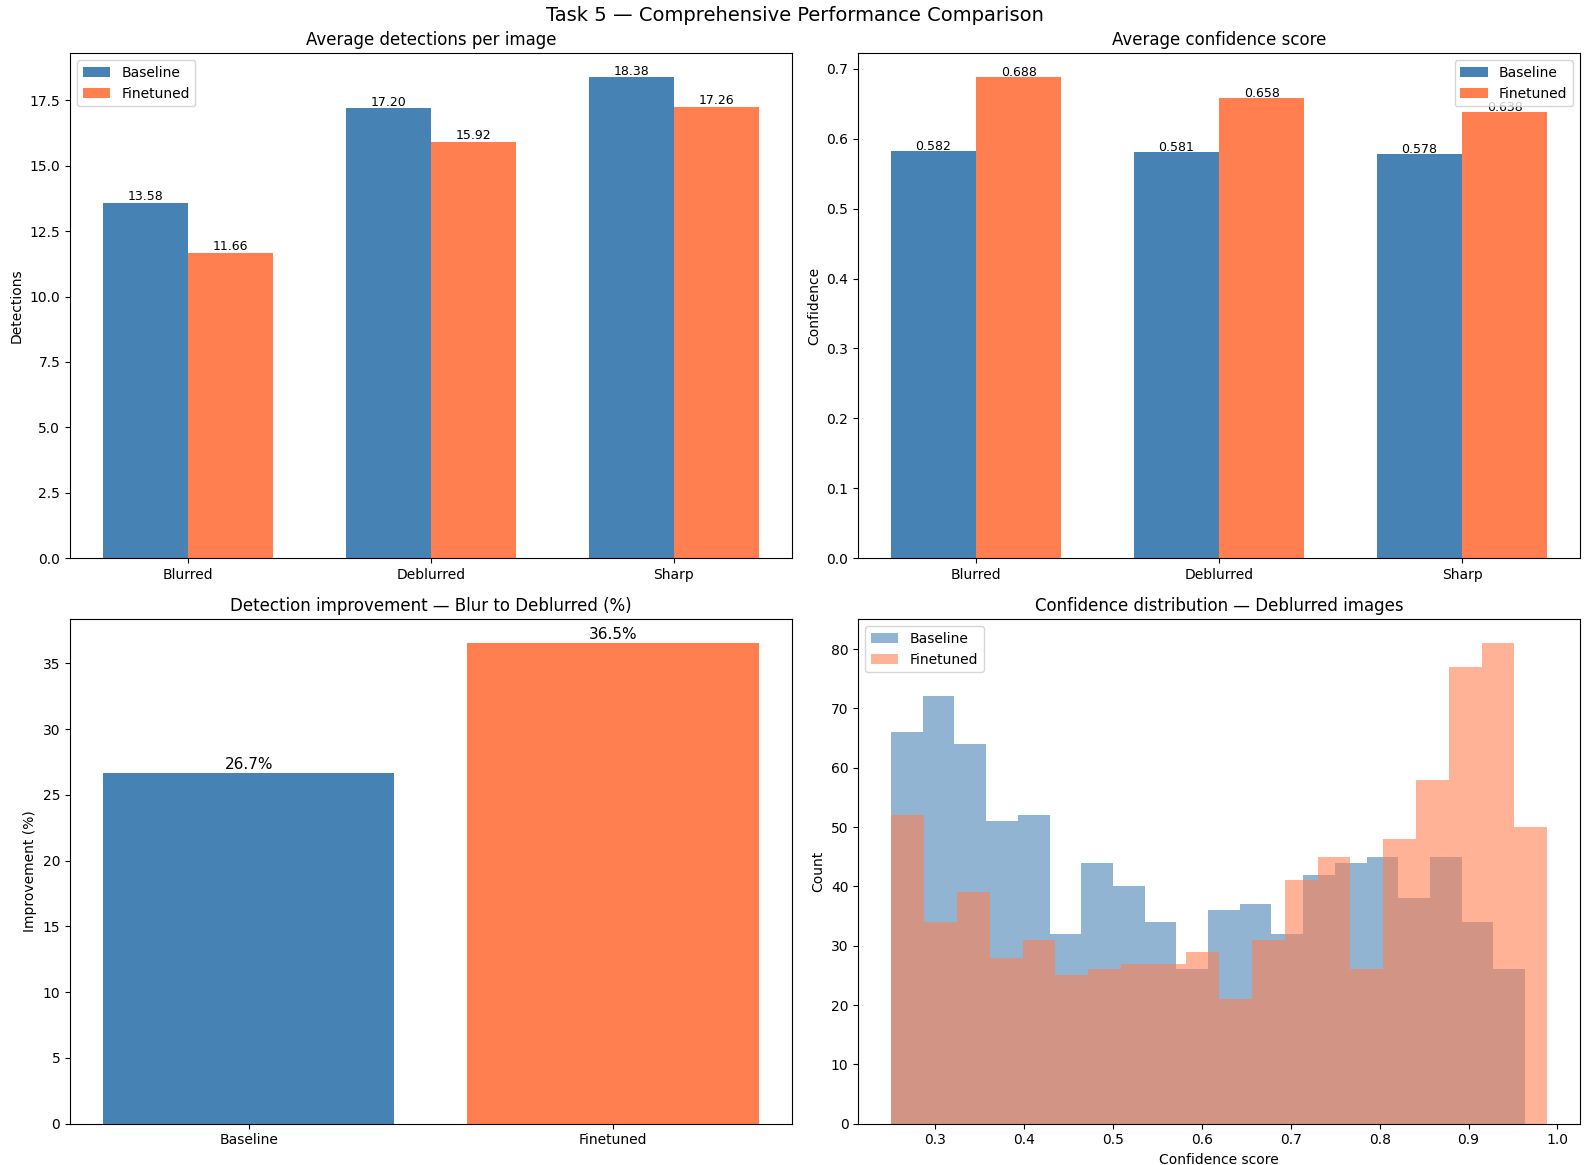 Task 5 — Comprehensive Performance Comparison
Average detections per image
Baseline
Finetuned
Detections
17.5
15.0
12.5
10.0
7.5
5.0
2.5
0.0
13.58
11.66
17.20
15.92
18.38
17.26
Blurred
Deblurred
Sharp
Average confidence score
Baseline
Finetuned
Confidence
0.7
0.6
0.5
0.4
0.3
0.2
0.1
0.0
0.582
0.688
0.581
0.658
0.578
0.638
Blurred
Deblurred
Sharp
Detection improvement — Blur to Deblurred (%)
Improvement (%)
35
30
25
20
15
10
5
0
26.7%
36.5%
Baseline
Finetuned
Confidence distribution — Deblurred images
Baseline
Finetuned
Count
80
70
60
50
40
30
20
10
0
0.3
0.4
0.5
0.6
0.7
0.8
0.9
1.0
Confidence score